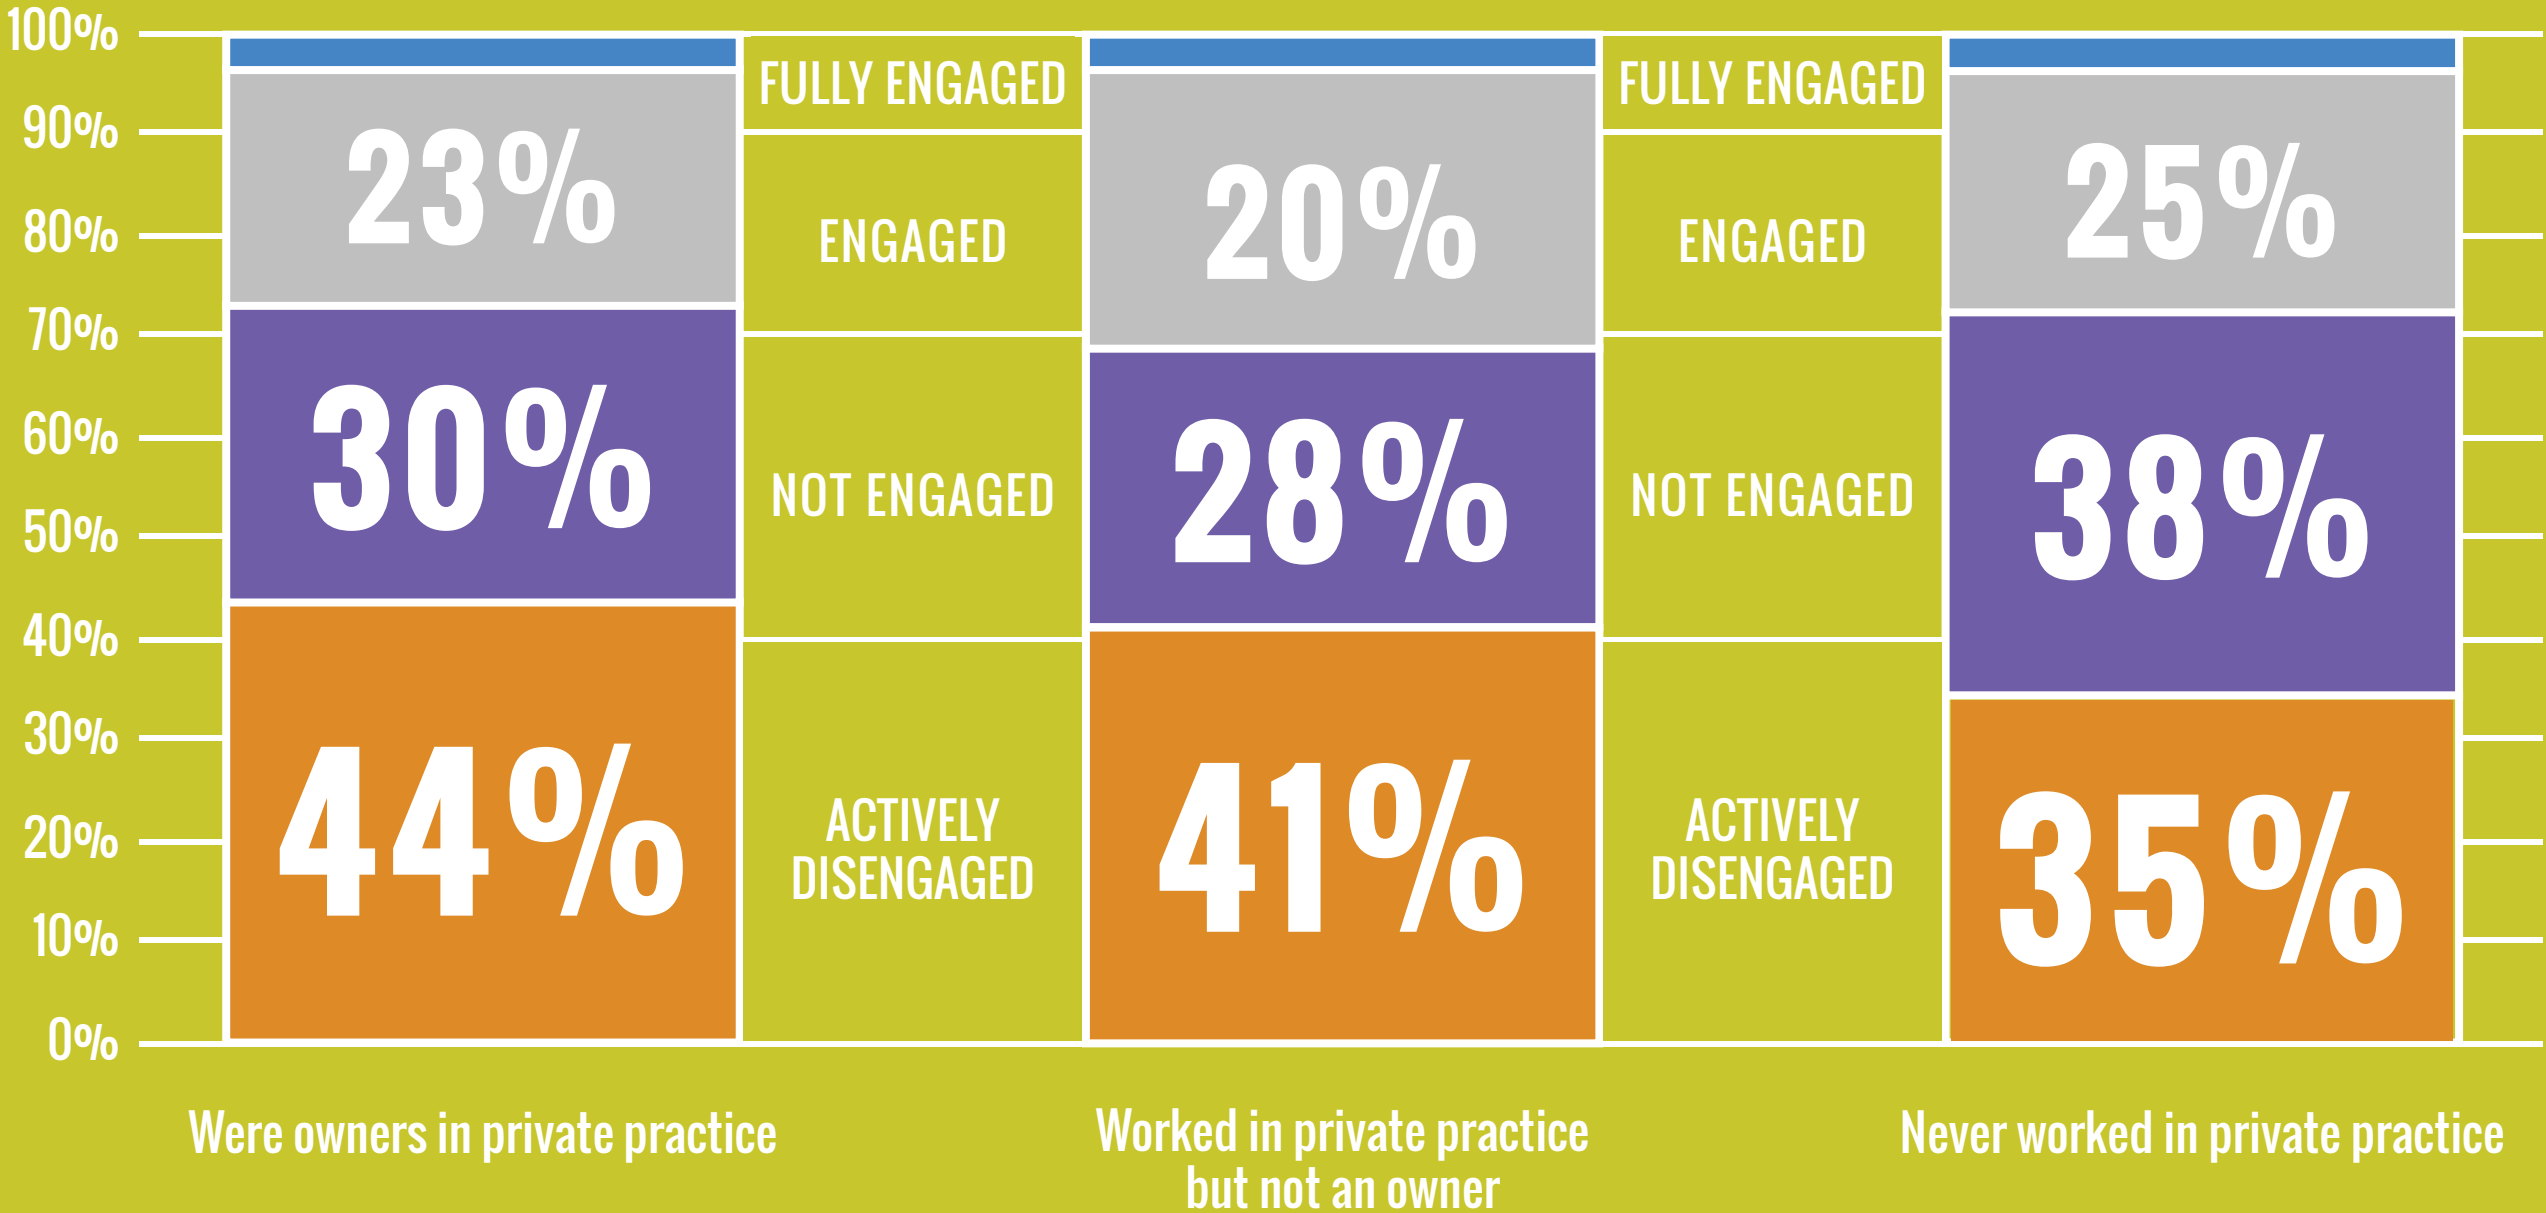 100%
90%
80%
70%
60%
50%
40%
30%
20%
10%
0%
23%
30%
44%
FULLY ENGAGED
ENGAGED
NOT ENGAGED
ACTIVELY
DISENGAGED
20%
28%
41%
FULLY ENGAGED
ENGAGED
NOT ENGAGED
ACTIVELY
DISENGAGED
25%
38%
35%
Were owners in private practice
Worked in private practice
but not an owner
Never worked in private practice